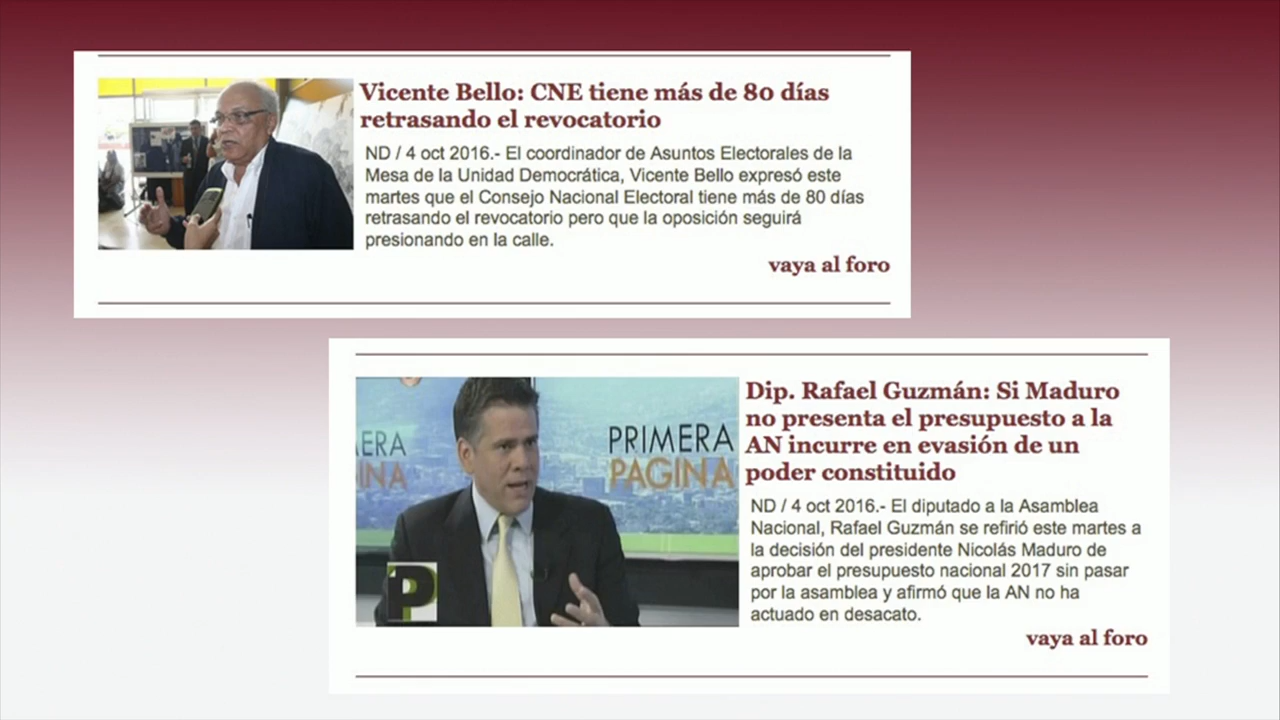 Vicente Bello: CNE tiene más de 80 días
retrasando el revocatorio
ND / 4 oct 2016.- El coordinador de Asuntos Electorales de la
Mesa de la Unidad Democrática, Vicente Bello expresó este
martes que el Consejo Nacional Electoral tiene más de 80 días
retrasando el revocatorio pero que la oposición seguirá
presionando en la calle.
vaya al foro
ERA
INA
PRIMERA
PAGINA
P
Dip. Rafael Guzmán: Si Maduro
no presenta el presupuesto a la
AN incurre en evasión de un
poder constituido
ND / 4 oct 2016.- El diputado a la Asamblea
Nacional, Rafael Guzmán se refirió este martes a
la decisión del presidente Nicolás Maduro de
aprobar el presupuesto nacional 2017 sin pasar
por la asamblea y afirmó que la AN no ha
actuado en desacato.
vaya al foro